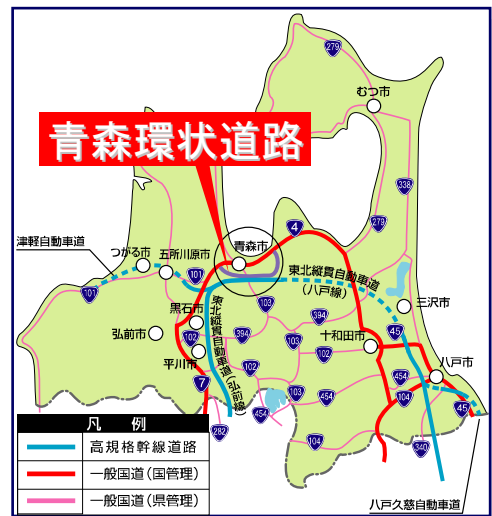 279
むつ市
青森環状道路
338
4
279
津軽自動車道
つがる市
五所川原市
青森市
101
101
東北縦貫自動車道
(八戸線)
103
黒石市
394
三沢市
弘前市
102
394
45
103
十和田市
東北縦貫自動車道(弘前線)
平川市
102
102
八戸市
7
454
103
454
104
45
454
282
104
340
凡 例
高規格幹線道路
一般国道(国管理)
一般国道(県管理)
八戸久慈自動車道